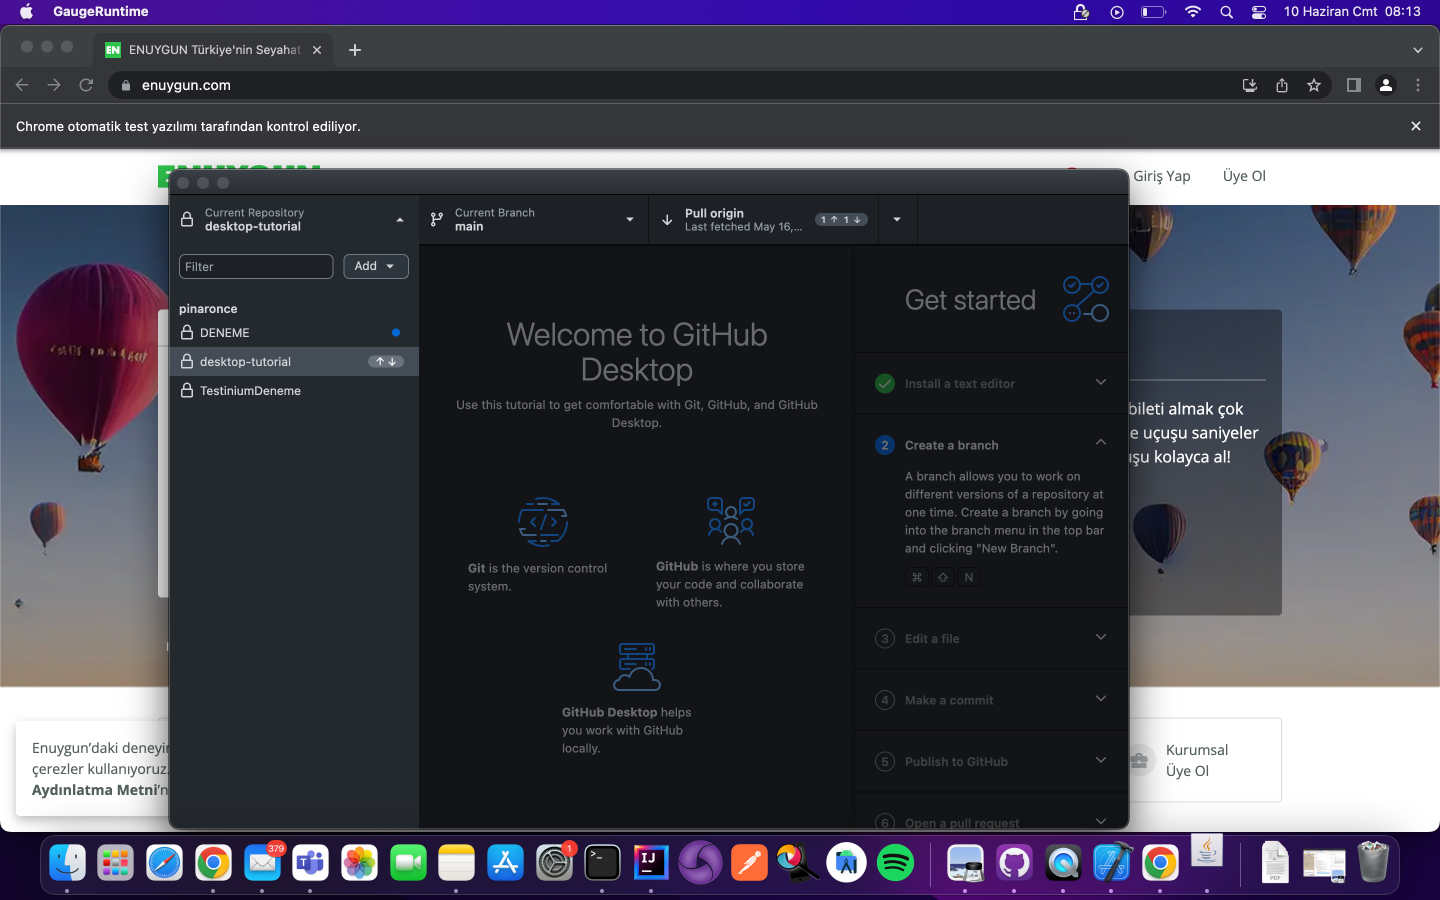 GaugeRuntime
10 Haziran Cmt 08:13
EN ENUYGUN Türkiye'nin Seyahat
enuygun.com
Chrome otomatik test yazılımı tarafından kontrol ediliyor.
Giriş Yap
Üye Ol
Current Repository
desktop-tutorial
Current Branch
main
Pull origin
Last fetched May 16,...
1 ↑ 1 ↓
Filter
Add
pinaronce
DENEME
desktop-tutorial
↑↓
TestiniumDeneme
Welcome to GitHub
Desktop
Use this tutorial to get comfortable with Git, GitHub, and GitHub
Desktop.
Git is the version control
system.
GitHub is where you store
your code and collaborate
with others.
GitHub Desktop helps
you work with GitHub
locally.
Get started
Install a text editor
2 Create a branch
A branch allows you to work on
different versions of a repository at
one time. Create a branch by going
into the branch menu in the top bar
and clicking "New Branch".
⌘ ⇧ N
3 Edit a file
4 Make a commit
5 Publish to GitHub
6 Open a pull request
bileti almak çok
e uçuşu saniyeler
uşu kolayca al!
Enuygun'daki deneyi
çerezler kullanıyoruz.
Aydınlatma Metni'n
Kurumsal
Üye Ol
379
1
IJ
PDF